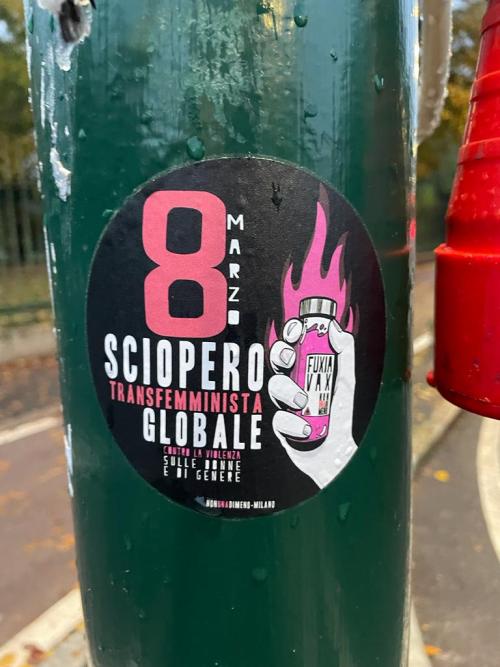 8
MARZO
SCIOPERO
TRANSFEMMINISTA
GLOBALE
CONTRO LA VIOLENZA
SULLE DONNE
E DI GENERE
NONUNADIMENO-MILANO
FUXIA
VAX
!!!